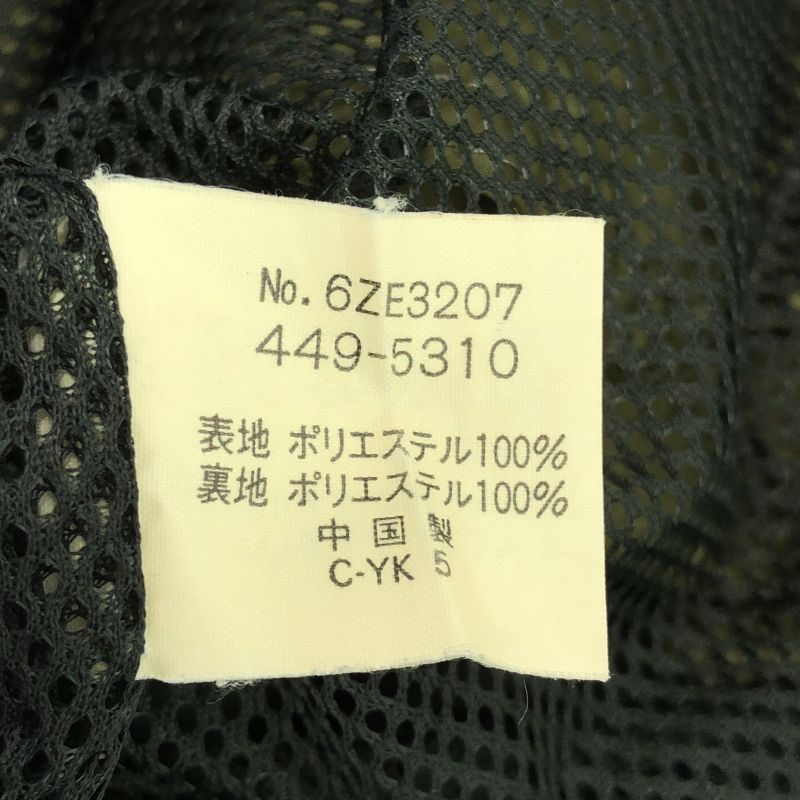 No. 6ZE3207
449-5310
表地 ポリエステル100%
裏地 ポリエステル100%
中国製
C-YK 5